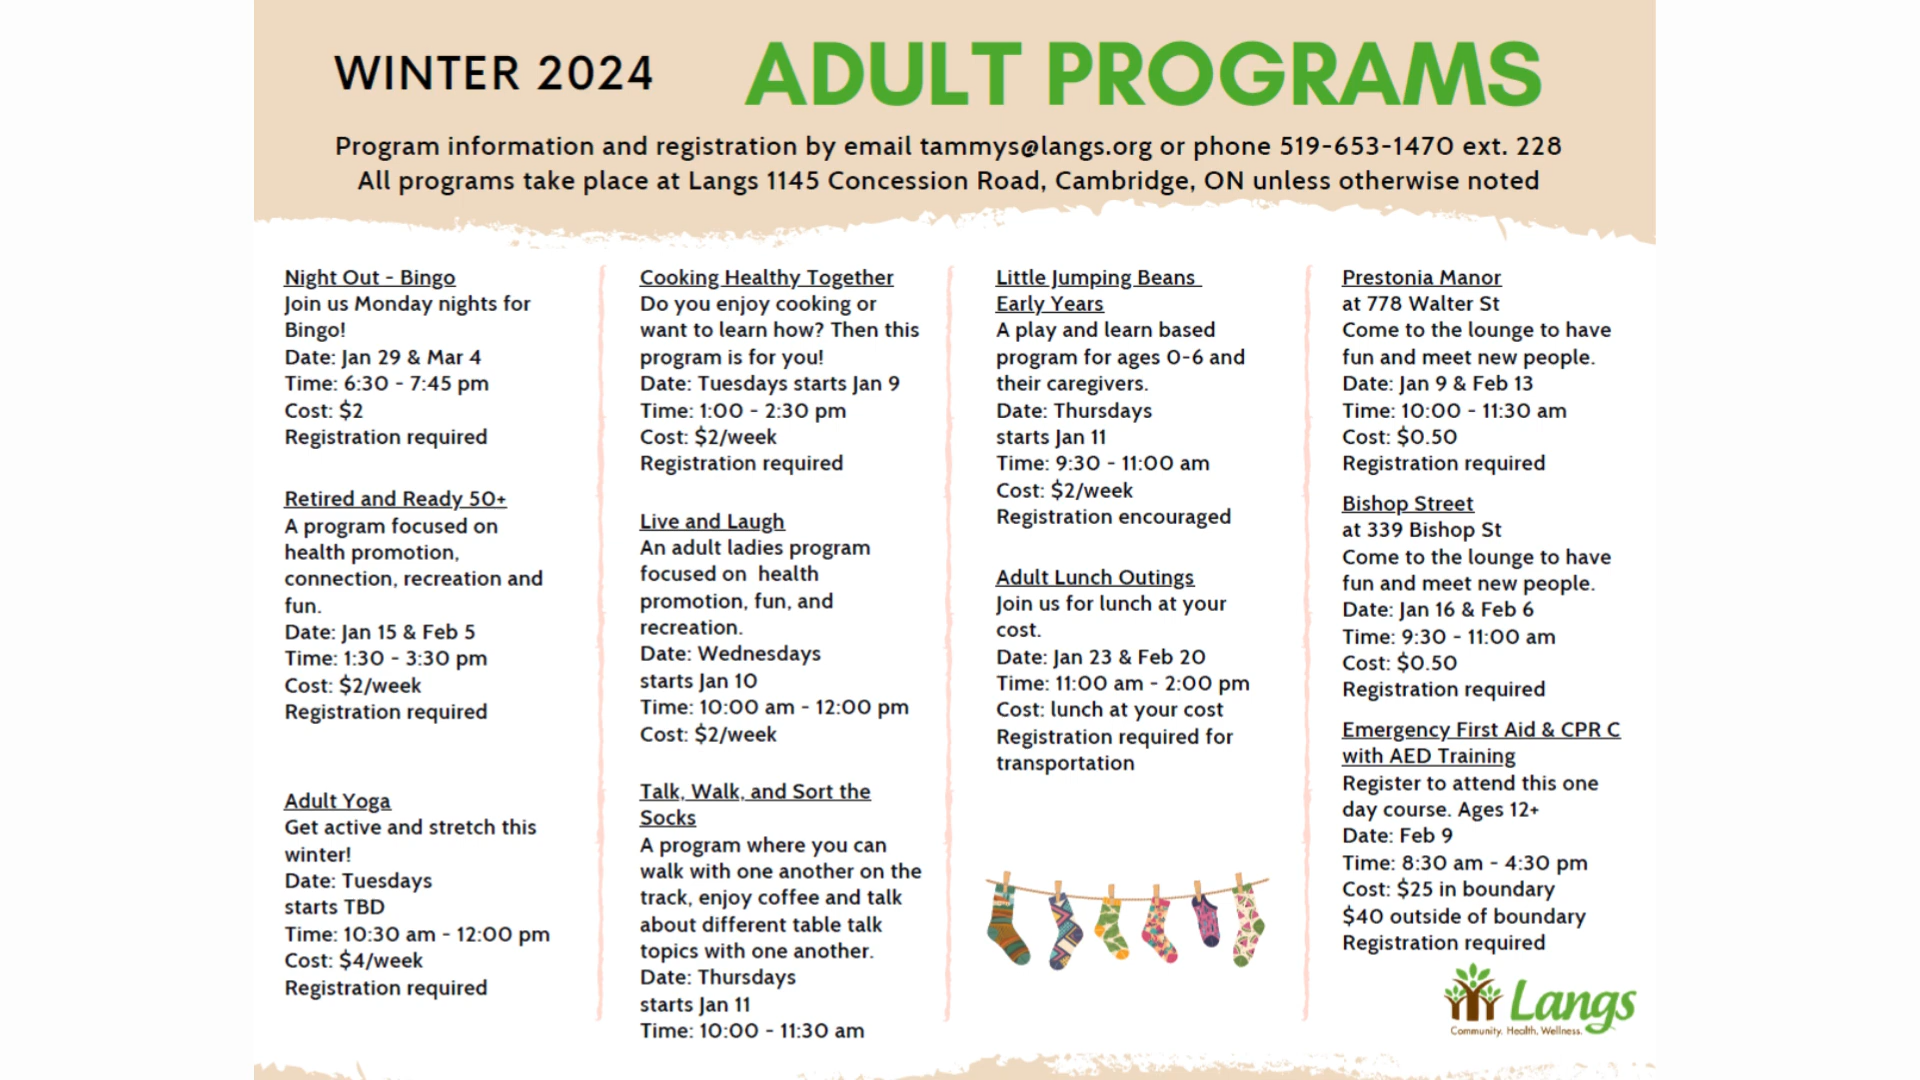 WINTER 2024
ADULT PROGRAMS
Program information and registration by email tammys@langs.org or phone 519-653-1470 ext. 228
All programs take place at Langs 1145 Concession Road, Cambridge, ON unless otherwise noted
Night Out - Bingo
Join us Monday nights for
Bingo!
Date: Jan 29 & Mar 4
Time: 6:30 - 7:45 pm
Cost: $2
Registration required
Retired and Ready 50+
A program focused on
health promotion,
connection, recreation and
fun.
Date: Jan 15 & Feb 5
Time: 1:30 - 3:30 pm
Cost: $2/week
Registration required
Adult Yoga
Get active and stretch this
winter!
Date: Tuesdays
starts TBD
Time: 10:30 am - 12:00 pm
Cost: $4/week
Registration required
Cooking Healthy Together
Do you enjoy cooking or
want to learn how? Then this
program is for you!
Date: Tuesdays starts Jan 9
Time: 1:00 - 2:30 pm
Cost: $2/week
Registration required
Live and Laugh
An adult ladies program
focused on health
promotion, fun, and
recreation.
Date: Wednesdays
starts Jan 10
Time: 10:00 am - 12:00 pm
Cost: $2/week
Talk, Walk, and Sort the
Socks
A program where you can
walk with one another on the
track, enjoy coffee and talk
about different table talk
topics with one another.
Date: Thursdays
starts Jan 11
Time: 10:00 - 11:30 am
Little Jumping Beans
Early Years
A play and learn based
program for ages 0-6 and
their caregivers.
Date: Thursdays
starts Jan 11
Time: 9:30 - 11:00 am
Cost: $2/week
Registration encouraged
Adult Lunch Outings
Join us for lunch at your
cost.
Date: Jan 23 & Feb 20
Time: 11:00 am - 2:00 pm
Cost: lunch at your cost
Registration required for
transportation
Prestonia Manor
at 778 Walter St
Come to the lounge to have
fun and meet new people.
Date: Jan 9 & Feb 13
Time: 10:00 - 11:30 am
Cost: $0.50
Registration required
Bishop Street
at 339 Bishop St
Come to the lounge to have
fun and meet new people.
Date: Jan 16 & Feb 6
Time: 9:30 - 11:00 am
Cost: $0.50
Registration required
Emergency First Aid & CPR C
with AED Training
Register to attend this one
day course. Ages 12+
Date: Feb 9
Time: 8:30 am - 4:30 pm
Cost: $25 in boundary
$40 outside of boundary
Registration required
Langs
Community. Health. Wellness.